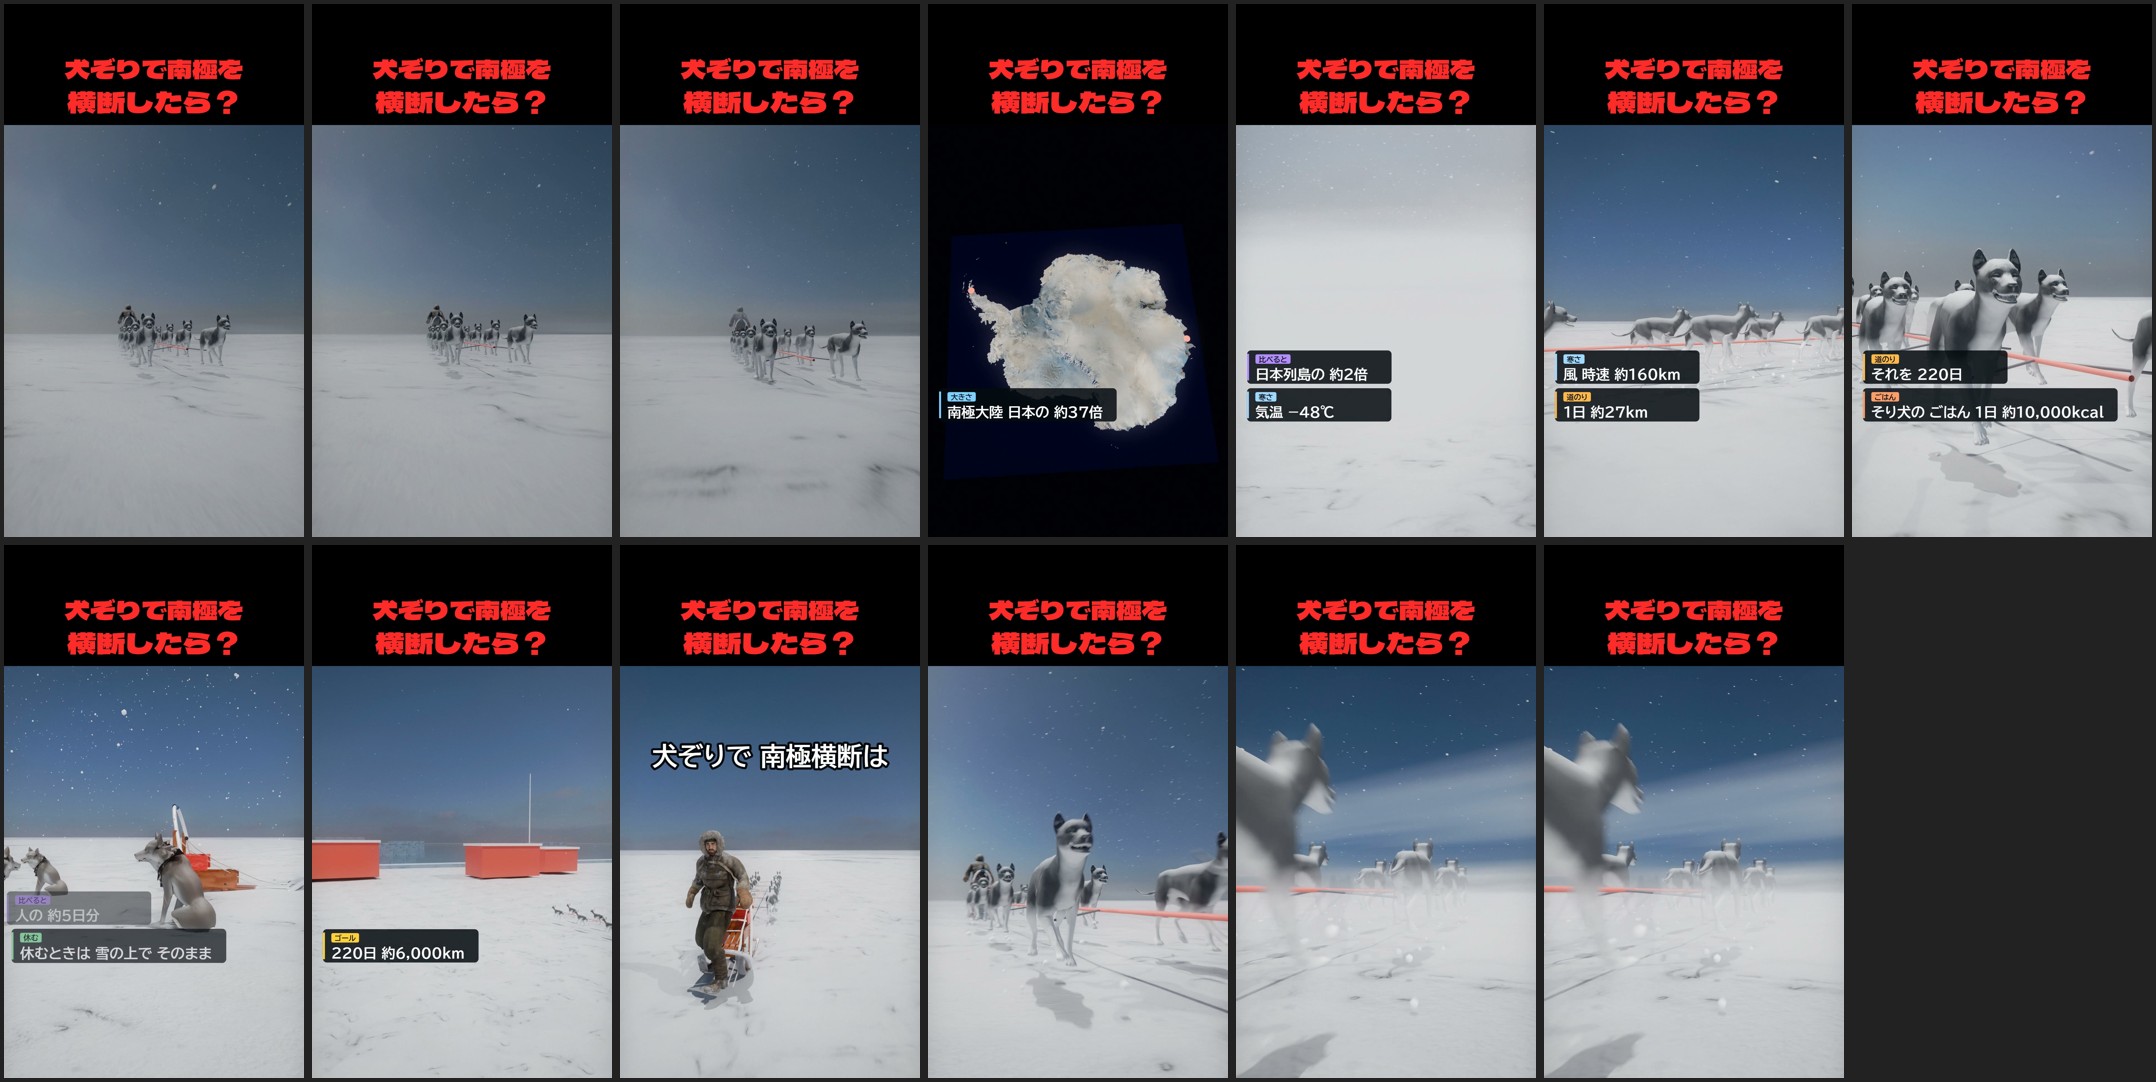 犬ぞりで南極を
横断したら？
犬ぞりで南極を
横断したら？
犬ぞりで南極を
横断したら？
犬ぞりで南極を
横断したら？
大きさ
南極大陸 日本の 約37倍
犬ぞりで南極を
横断したら？
比べると
日本列島の 約2倍
寒さ
気温 −48℃
犬ぞりで南極を
横断したら？
寒さ
風 時速 約160km
道のり
1日 約27km
犬ぞりで南極を
横断したら？
道のり
それを 220日
ごはん
そり犬の ごはん 1日 約10,000kcal
犬ぞりで南極を
横断したら？
比べると
人の 約5日分
休む
休むときは 雪の上で そのまま
犬ぞりで南極を
横断したら？
ゴール
220日 約6,000km
犬ぞりで南極を
横断したら？
犬ぞりで 南極横断は
犬ぞりで南極を
横断したら？
犬ぞりで南極を
横断したら？
犬ぞりで南極を
横断したら？